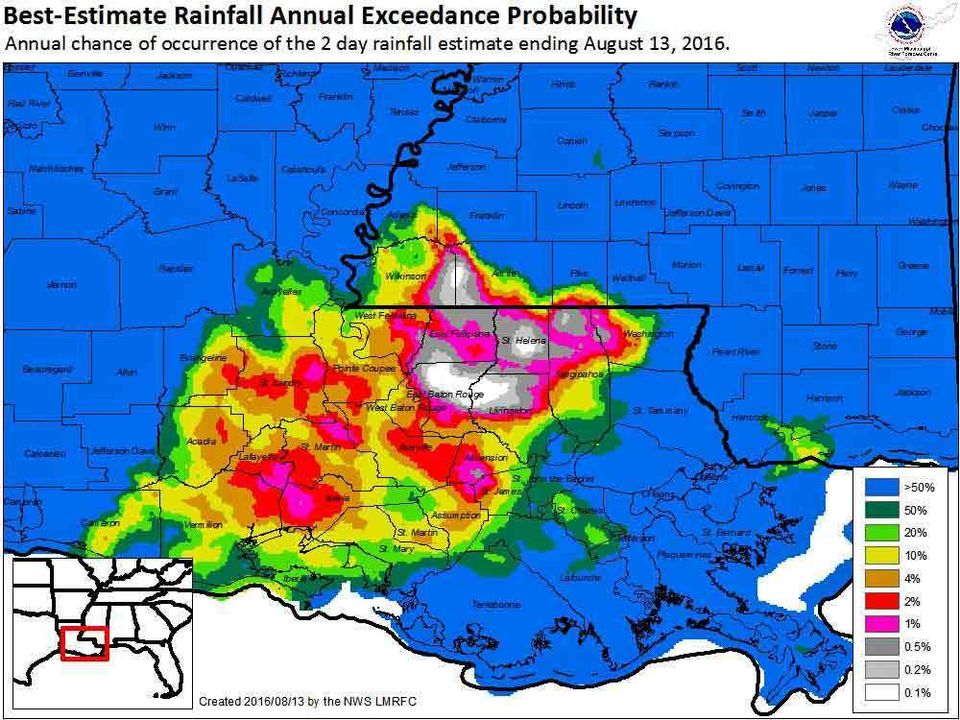 Best-Estimate Rainfall Annual Exceedance Probability
Annual chance of occurrence of the 2 day rainfall estimate ending August 13, 2016.
Bienville
Jackson
Madison
Warren
Hinds
Rankin
Scott
Newton
Lauderdale
Red River
Caldwell
Franklin
Tensas
Claiborne
Copiah
Simpson
Smith
Jasper
Clarke
Winn
Natchitoches
Grant
LaSalle
Catahoula
Jefferson
Covington
Jones
Wayne
Sabine
Concordia
Adams
Franklin
Lincoln
Lawrence
Jefferson Davis
Washington
Vernon
Rapides
Avoyelles
Wilkinson
Amite
Pike
Walthall
Marion
Lamar
Forrest
Perry
Greene
West Feliciana
East Feliciana
St. Helena
Washington
Mobile
George
Pearl River
Stone
Beauregard
Allen
Evangeline
St. Landry
Pointe Coupee
Tangipahoa
East Baton Rouge
West Baton Rouge
Livingston
St. Tammany
Hancock
Harrison
Jackson
Acadia
Calcasieu
Jefferson Davis
Lafayette
St. Martin
Iberville
Ascension
St. John the Baptist
St. James
Orleans
Iberia
Cameron
Cameron
Vermilion
Assumption
St. Charles
St. Martin
St. Mary
Jefferson
St. Bernard
Plaquemines
Iberia
Lafourche
Terrebonne
>50%
50%
20%
10%
4%
2%
1%
0.5%
0.2%
0.1%
Created 2016/08/13 by the NWS LMRFC